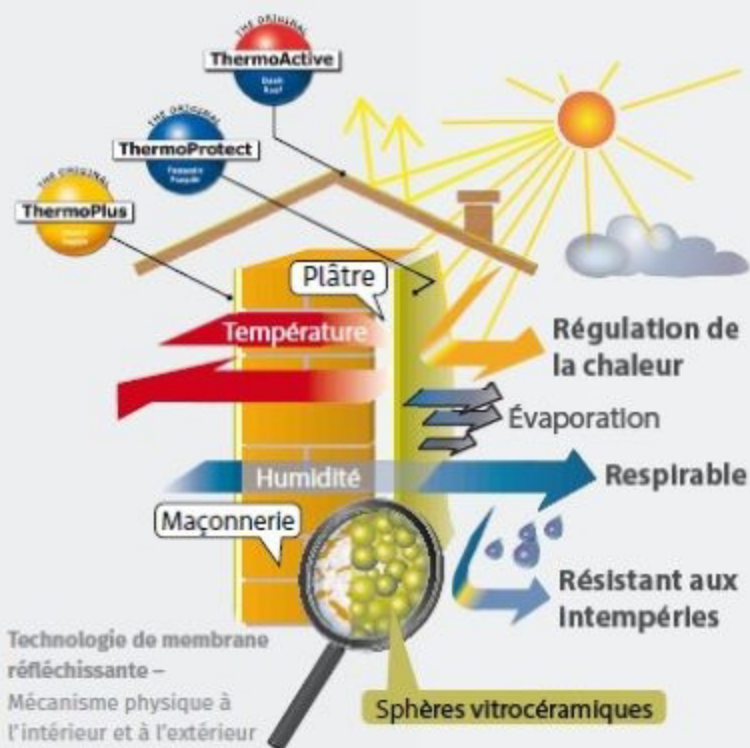 THE ORIGINAL
ThermoActive
THE ORIGINAL
ThermoProtect
THE ORIGINAL
ThermoPlus
Plâtre
Température
Régulation de
la chaleur
Évaporation
Humidité
Respirable
Maçonnerie
Résistant aux
Intempéries
Technologie de membrane
réfléchissante –
Mécanisme physique à
l'intérieur et à l'extérieur
Sphères vitrocéramiques